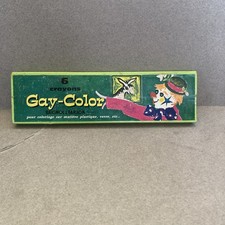 6
crayons
Gay-Color
pour coloriage sur matière plastique, verre, etc...